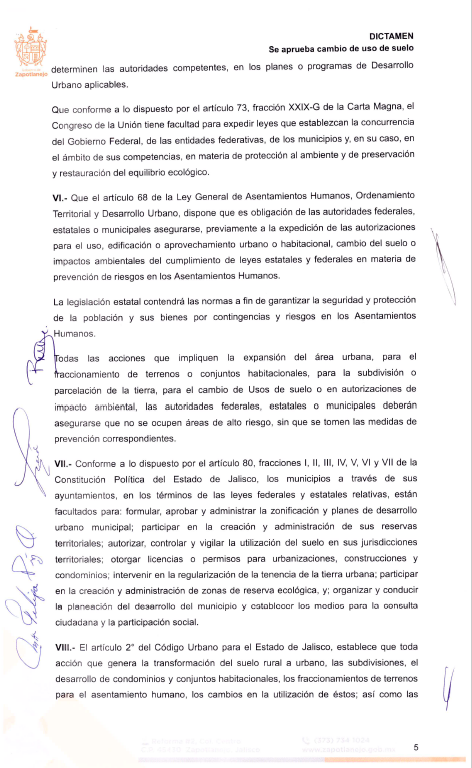 DICTAMEN
Se aprueba cambio de uso de suelo
Zapotlanejo
determinen las autoridades competentes, en los planes o programas de Desarrollo
Urbano aplicables.
Que conforme a lo dispuesto por el artículo 73, fracción XXIX-G de la Carta Magna, el
Congreso de la Unión tiene facultad para expedir leyes que establezcan la concurrencia
del Gobierno Federal, de las entidades federativas, de los municipios y, en su caso, en
el ámbito de sus competencias, en materia de protección al ambiente y de preservación
y restauración del equilibrio ecológico.
VI.- Que el artículo 68 de la Ley General de Asentamientos Humanos, Ordenamiento
Territorial y Desarrollo Urbano, dispone que es obligación de las autoridades federales,
estatales o municipales asegurarse, previamente a la expedición de las autorizaciones
para el uso, edificación o aprovechamiento urbano o habitacional, cambio del suelo o
impactos ambientales del cumplimiento de leyes estatales y federales en materia de
prevención de riesgos en los Asentamientos Humanos.
La legislación estatal contendrá las normas a fin de garantizar la seguridad y protección
de la población y sus bienes por contingencias y riesgos en los Asentamientos
Humanos.
Todas las acciones que impliquen la expansión del área urbana, para el
fraccionamiento de terrenos o conjuntos habitacionales, para la subdivisión o
parcelación de la tierra, para el cambio de Usos de suelo o en autorizaciones de
impacto ambiental, las autoridades federales, estatales o municipales deberán
asegurarse que no se ocupen áreas de alto riesgo, sin que se tomen las medidas de
prevención correspondientes.
VII.- Conforme a lo dispuesto por el artículo 80, fracciones I, II, III, IV, V, VI y VII de la
Constitución Política del Estado de Jalisco, los municipios a través de sus
ayuntamientos, en los términos de las leyes federales y estatales relativas, están
facultados para: formular, aprobar y administrar la zonificación y planes de desarrollo
urbano municipal; participar en la creación y administración de sus reservas
territoriales; autorizar, controlar y vigilar la utilización del suelo en sus jurisdicciones
territoriales; otorgar licencias o permisos para urbanizaciones, construcciones y
condominios; intervenir en la regularización de la tenencia de la tierra urbana; participar
en la creación y administración de zonas de reserva ecológica, y; organizar y conducir
la planeación del desarrollo del municipio y establecer los medios para la consulta
ciudadana y la participación social.
VIII.- El artículo 2° del Código Urbano para el Estado de Jalisco, establece que toda
acción que genera la transformación del suelo rural a urbano, las subdivisiones, el
desarrollo de condominios y conjuntos habitacionales, los fraccionamientos de terrenos
para el asentamiento humano, los cambios en la utilización de éstos; así como las
5